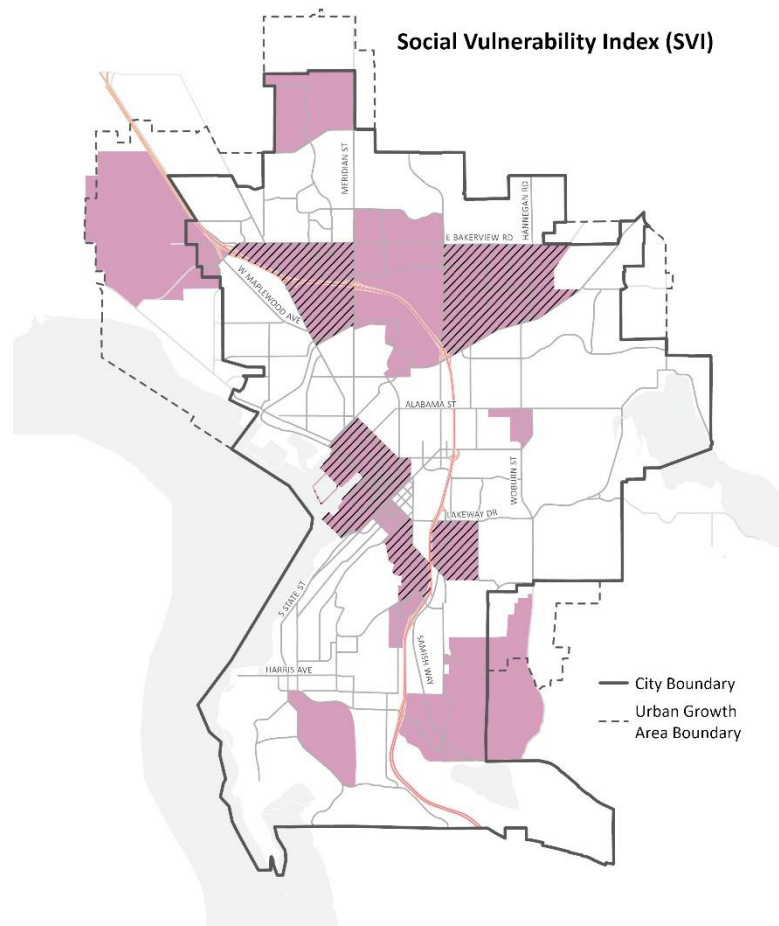 Social Vulnerability Index (SVI)
MERIDIAN ST
HANNEGAN RD
E BAKERVIEW RD
W MAPLEWOOD AVE
ALABAMA ST
WOBURN ST
LAKEWAY DR
S STATE ST
SAMISH WAY
HARRIS AVE
City Boundary
Urban Growth
Area Boundary